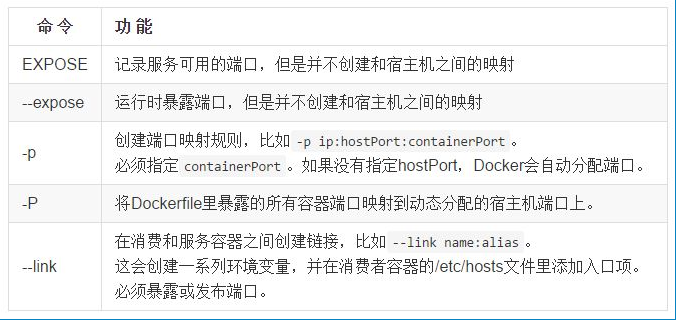 命令 功能
EXPOSE 记录服务可用的端口，但是并不创建和宿主机之间的映射
--expose 运行时暴露端口，但是并不创建和宿主机之间的映射
创建端口映射规则，比如 -p ip:hostPort:containerPort 。
-p
必须指定 containerPort 。如果没有指定hostPort，Docker会自动分配端口。
-P 将Dockerfile里暴露的所有容器端口映射到动态分配的宿主机端口上。
在消费和服务容器之间创建链接，比如 --link name:alias 。
--link 这会创建一系列环境变量，并在消费者容器的/etc/hosts文件里添加入口项。
必须暴露或发布端口。